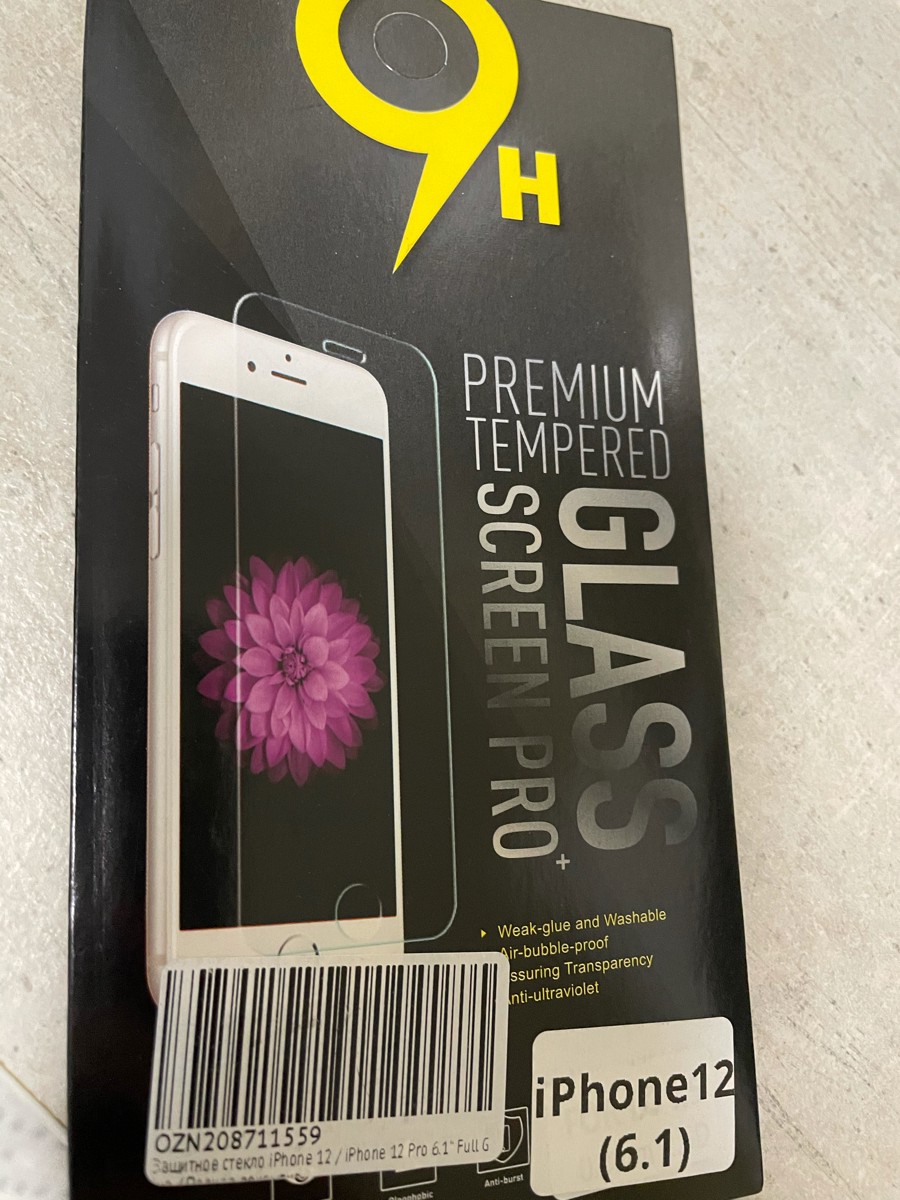 9H
PREMIUM
TEMPERED
GLASS
SCREEN PRO+
Weak-glue and Washable
Air-bubble-proof
ssuring Transparency
Anti-ultraviolet
OZN208711559
Защитное стекло iPhone 12 / iPhone 12 Pro 6.1" Full G
iPhone12
(6.1)
Anti-burst